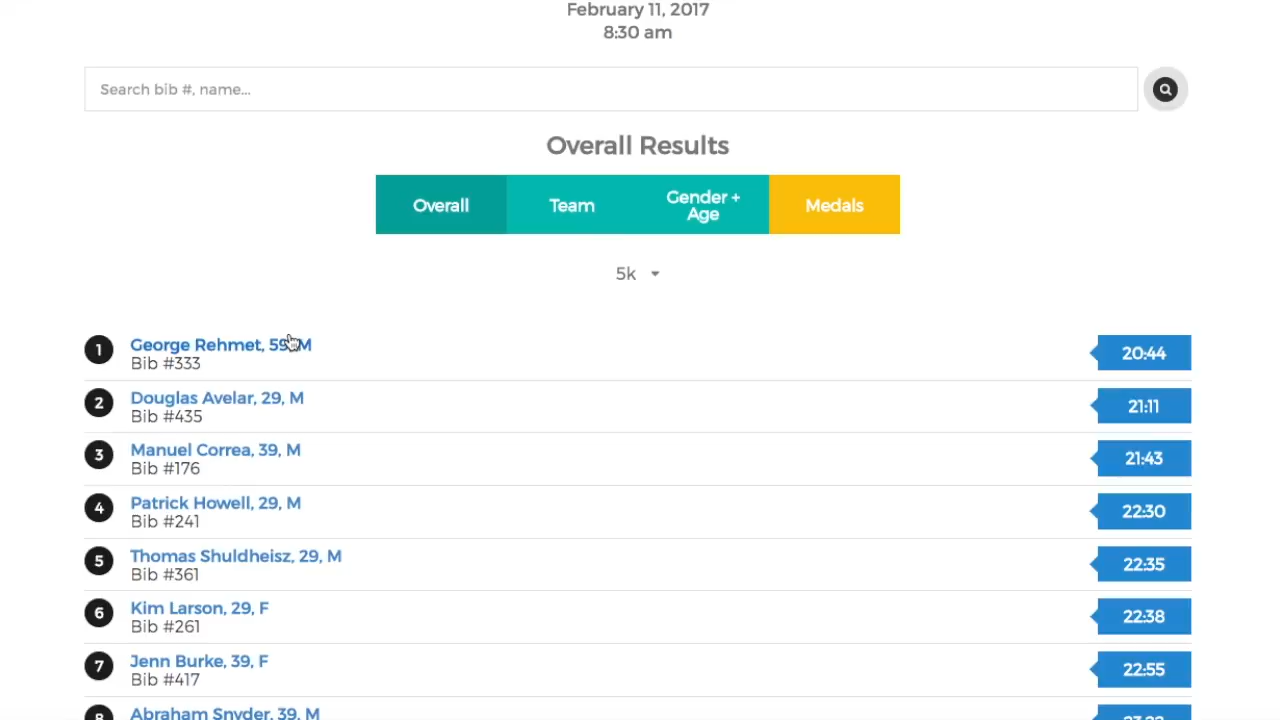 February 11, 2017
8:30 am
Search bib #, name...
Overall Results
Overall
Team
Gender +
Age
Medals
5k
1
George Rehmet, 59, M
Bib #333
20:44
2
Douglas Avelar, 29, M
Bib #435
21:11
3
Manuel Correa, 39, M
Bib #176
21:43
4
Patrick Howell, 29, M
Bib #241
22:30
5
Thomas Shuldheisz, 29, M
Bib #361
22:35
6
Kim Larson, 29, F
Bib #261
22:38
7
Jenn Burke, 39, F
Bib #417
22:55
8
Abraham Snyder, 39, M